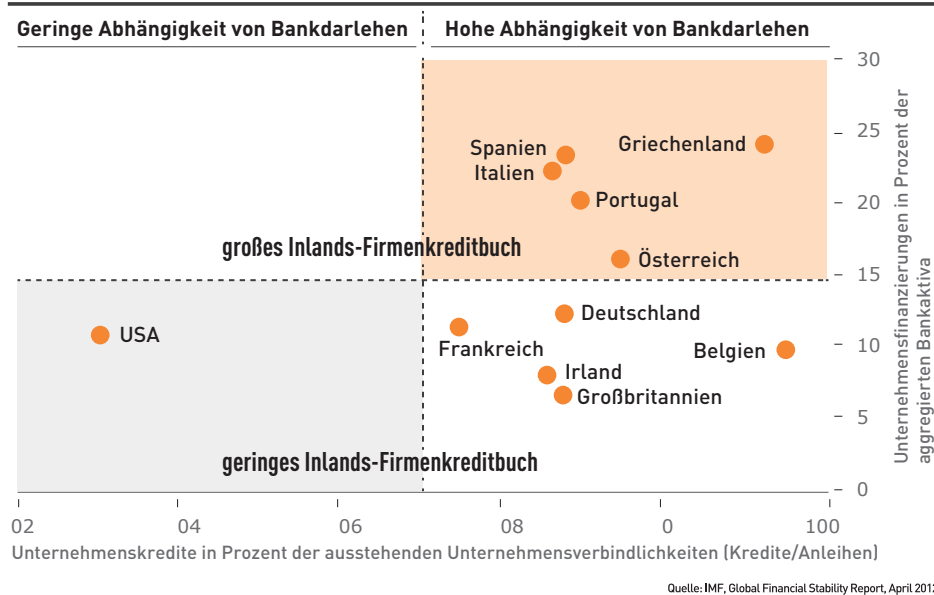 Geringe Abhängigkeit von Bankdarlehen
Hohe Abhängigkeit von Bankdarlehen
30
25
20
15
10
5
0
Unternehmensfinanzierungen in Prozent der
aggregierten Bankaktiva
Spanien
Italien
Griechenland
Portugal
Österreich
großes Inlands-Firmenkreditbuch
USA
Deutschland
Frankreich
Belgien
Irland
Großbritannien
geringes Inlands-Firmenkreditbuch
02 04 06 08 0 100
Unternehmenskredite in Prozent der ausstehenden Unternehmensverbindlichkeiten (Kredite/Anleihen)
Quelle: IMF, Global Financial Stability Report, April 2012